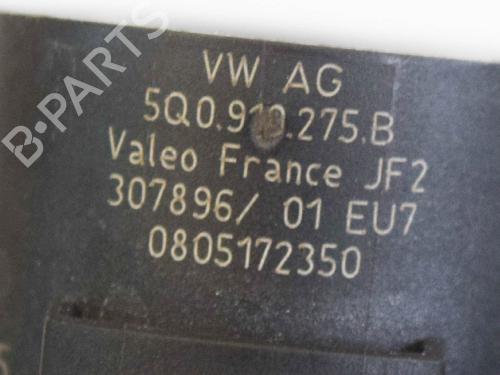 B-PARTS
VW AG
5Q0.919.275.B
Valeo France JF2
307896/ 01 EU7
0805172350